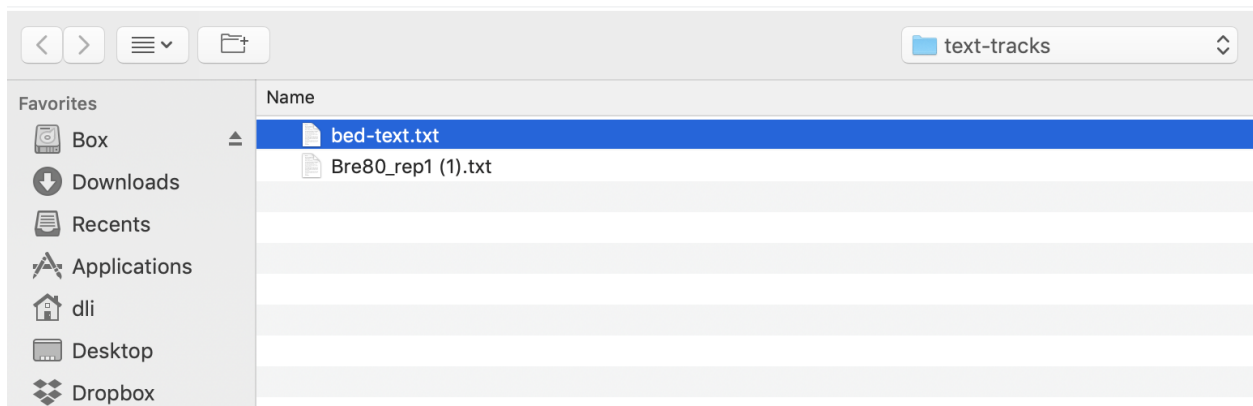 text-tracks
Favorites
Name
Box
bed-text.txt
Bre80_rep1 (1).txt
Downloads
Recents
Applications
dli
Desktop
Dropbox